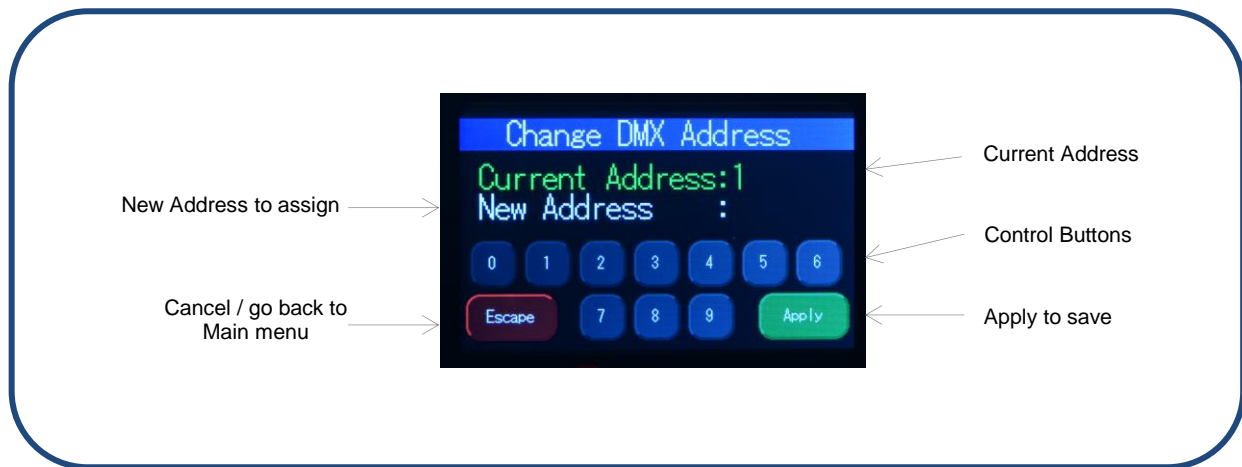 Change DMX Address
Current Address:1
Current Address
New Address to assign
New Address :
0 1 2 3 4 5 6
Control Buttons
Cancel / go back to
Main menu
Escape 7 8 9 Apply
Apply to save